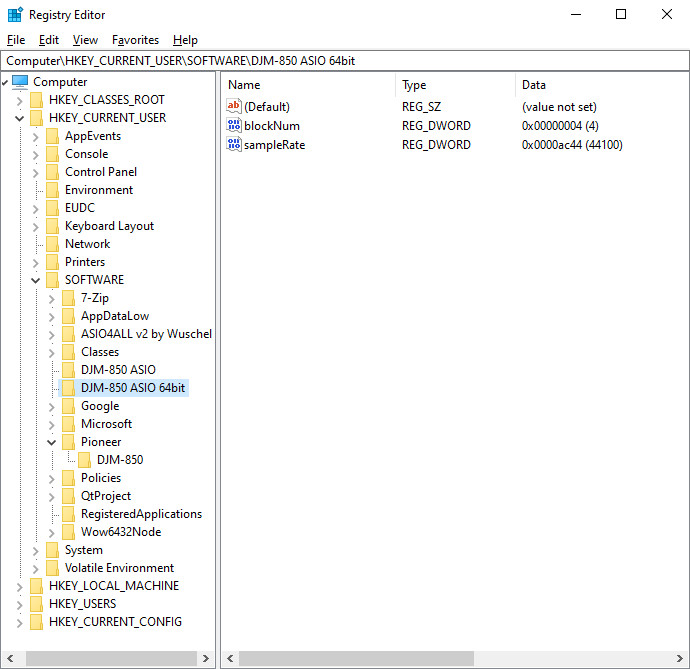 Registry Editor
File Edit View Favorites Help
Computer\HKEY_CURRENT_USER\SOFTWARE\DJM-850 ASIO 64bit
Computer
HKEY_CLASSES_ROOT
HKEY_CURRENT_USER
AppEvents
Console
Control Panel
Environment
EUDC
Keyboard Layout
Network
Printers
SOFTWARE
7-Zip
AppDataLow
ASIO4ALL v2 by Wuschel
Classes
DJM-850 ASIO
DJM-850 ASIO 64bit
Google
Microsoft
Pioneer
DJM-850
Policies
QtProject
RegisteredApplications
Wow6432Node
System
Volatile Environment
HKEY_LOCAL_MACHINE
HKEY_USERS
HKEY_CURRENT_CONFIG
Name Type Data
ab (Default) REG_SZ (value not set)
blockNum REG_DWORD 0x00000004 (4)
sampleRate REG_DWORD 0x0000ac44 (44100)